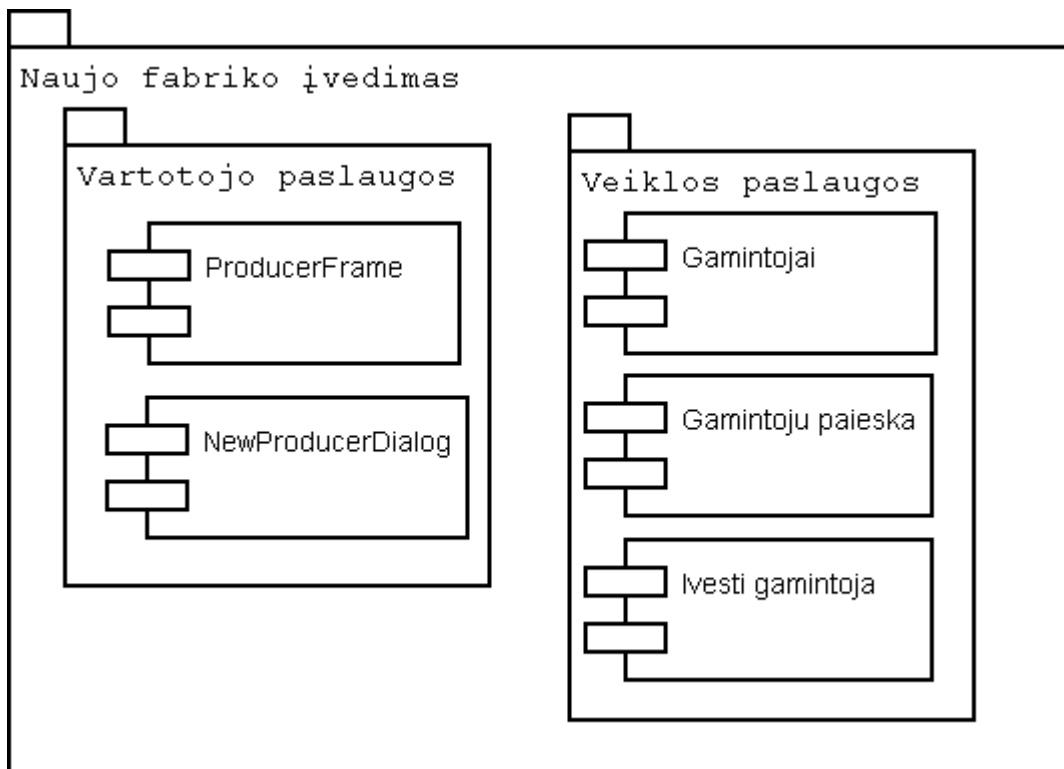 Naujo fabriko įvedimas
Vartotojo paslaugos
ProducerFrame
NewProducerDialog
Veiklos paslaugos
Gamintojai
Gamintoju paieska
Ivesti gamintoja